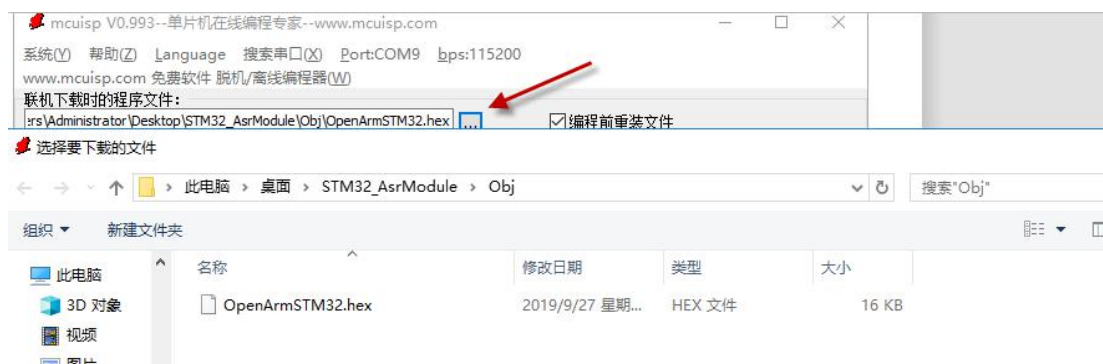 mcuisp V0.993--单片机在线编程专家--www.mcuisp.com
系统(Y) 帮助(Z) Language 搜索串口(X) Port:COM9 bps:115200
www.mcuisp.com 免费软件 脱机/离线编程器(W)
联机下载时的程序文件:
ers\Administrator\Desktop\STM32_AsrModule\Obj\OpenArmSTM32.hex ... 编程前重装文件
选择要下载的文件
此电脑 › 桌面 › STM32_AsrModule › Obj 搜索"Obj"
组织 新建文件夹
此电脑 名称 修改日期 类型 大小
3D 对象 OpenArmSTM32.hex 2019/9/27 星期... HEX 文件 16 KB
视频
图片